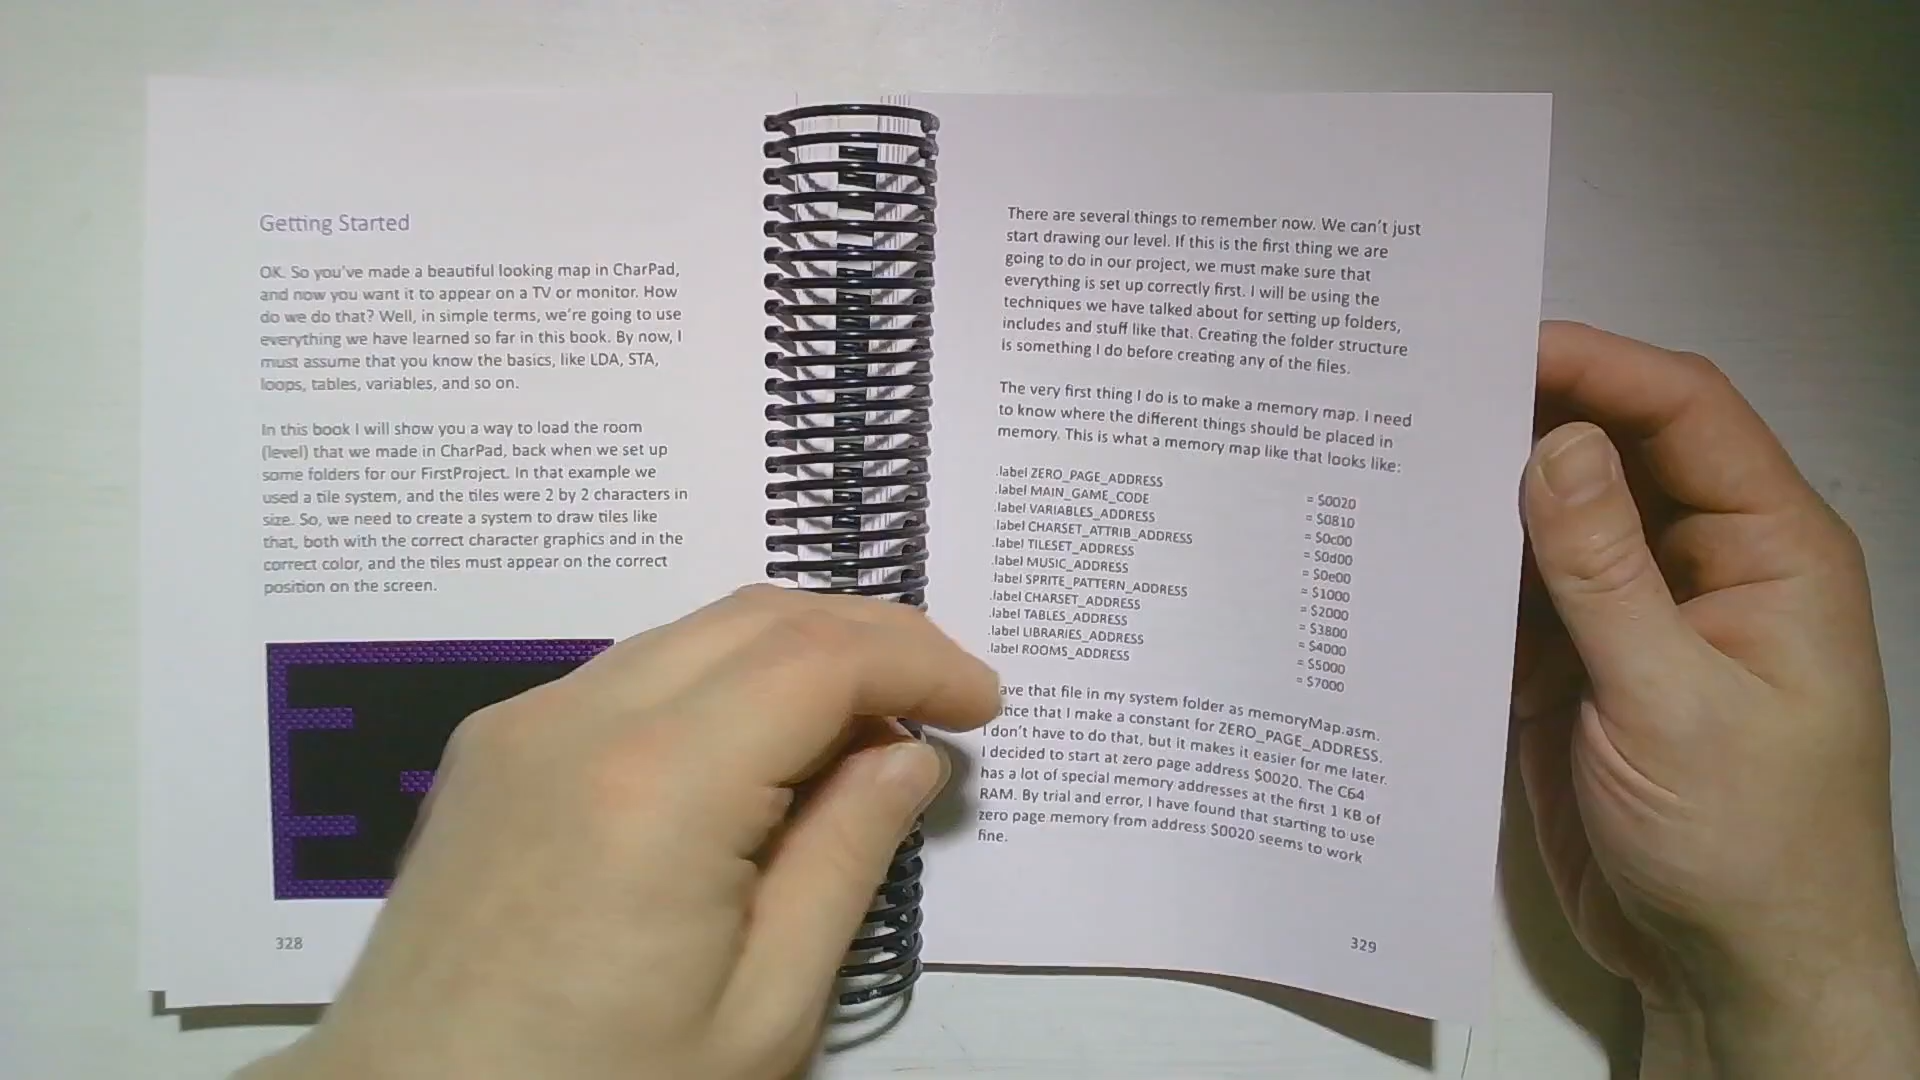 Getting Started
OK. So you've made a beautiful looking map in CharPad,
and now you want it to appear on a TV or monitor. How
do we do that? Well, in simple terms, we're going to use
everything we have learned so far in this book. By now, I
must assume that you know the basics, like LDA, STA,
loops, tables, variables, and so on.
In this book I will show you a way to load the room
(level) that we made in CharPad, back when we set up
some folders for our FirstProject. In that example we
used a tile system, and the tiles were 2 by 2 characters in
size. So, we need to create a system to draw tiles like
that, both with the correct character graphics and in the
correct color, and the tiles must appear on the correct
position on the screen.
328
There are several things to remember now. We can't just
start drawing our level. If this is the first thing we are
going to do in our project, we must make sure that
everything is set up correctly first. I will be using the
techniques we have talked about for setting up folders,
includes and stuff like that. Creating the folder structure
is something I do before creating any of the files.
The very first thing I do is to make a memory map. I need
to know where the different things should be placed in
memory. This is what a memory map like that looks like:
.label ZERO_PAGE_ADDRESS = $0020
.label MAIN_GAME_CODE = $0810
.label VARIABLES_ADDRESS = $0c00
.label CHARSET_ATTRIB_ADDRESS = $0d00
.label TILESET_ADDRESS = $0e00
.label MUSIC_ADDRESS = $1000
.label SPRITE_PATTERN_ADDRESS = $2000
.label CHARSET_ADDRESS = $3800
.label TABLES_ADDRESS = $4000
.label LIBRARIES_ADDRESS = $5000
.label ROOMS_ADDRESS = $7000
ave that file in my system folder as memoryMap.asm.
otice that I make a constant for ZERO_PAGE_ADDRESS.
I don't have to do that, but it makes it easier for me later.
I decided to start at zero page address $0020. The C64
has a lot of special memory addresses at the first 1 KB of
RAM. By trial and error, I have found that starting to use
zero page memory from address $0020 seems to work
fine.
329